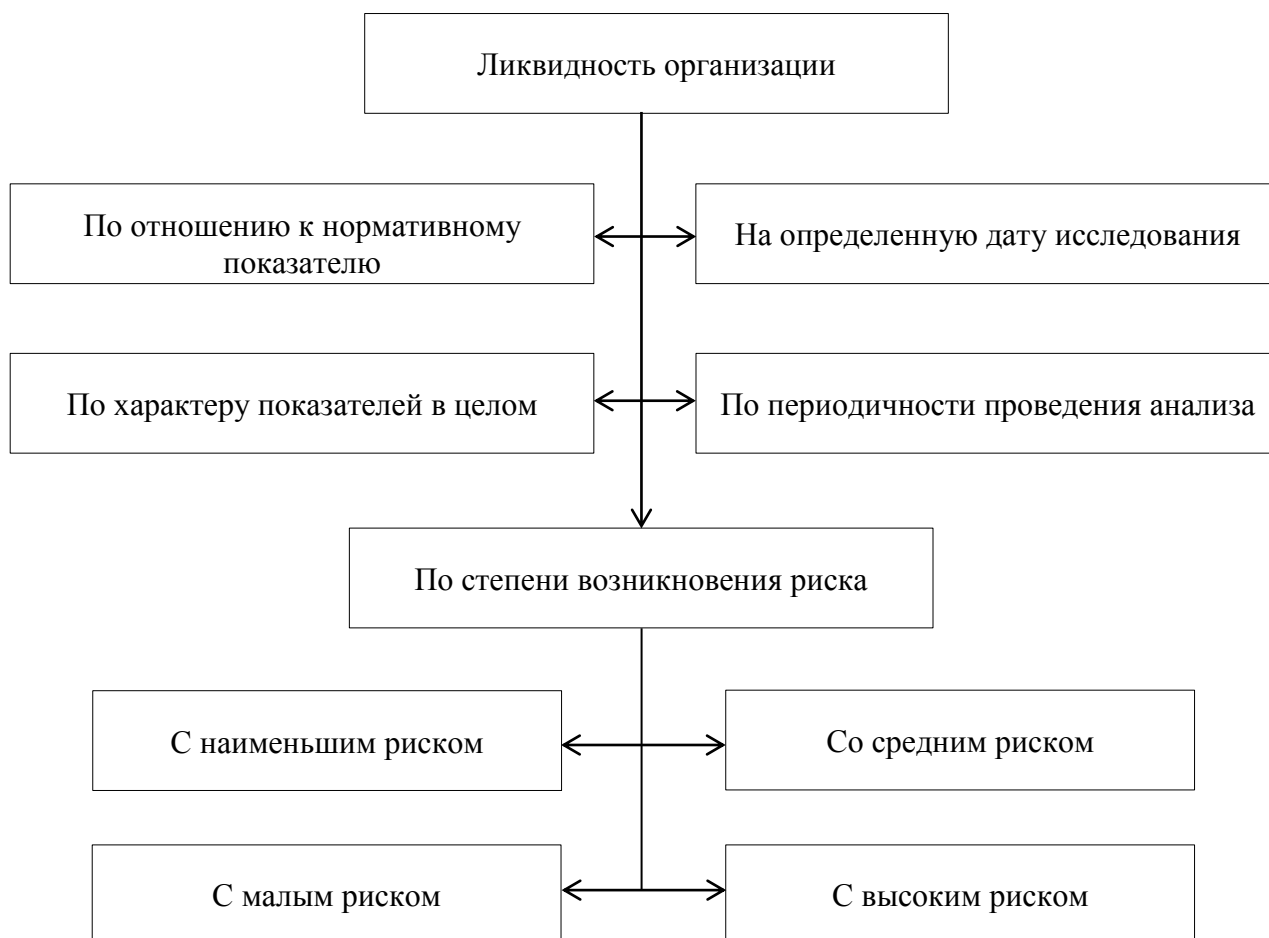 Ликвидность организации
По отношению к нормативному
показателю
На определенную дату исследования
По характеру показателей в целом
По периодичности проведения анализа
По степени возникновения риска
С наименьшим риском
Со средним риском
С малым риском
С высоким риском